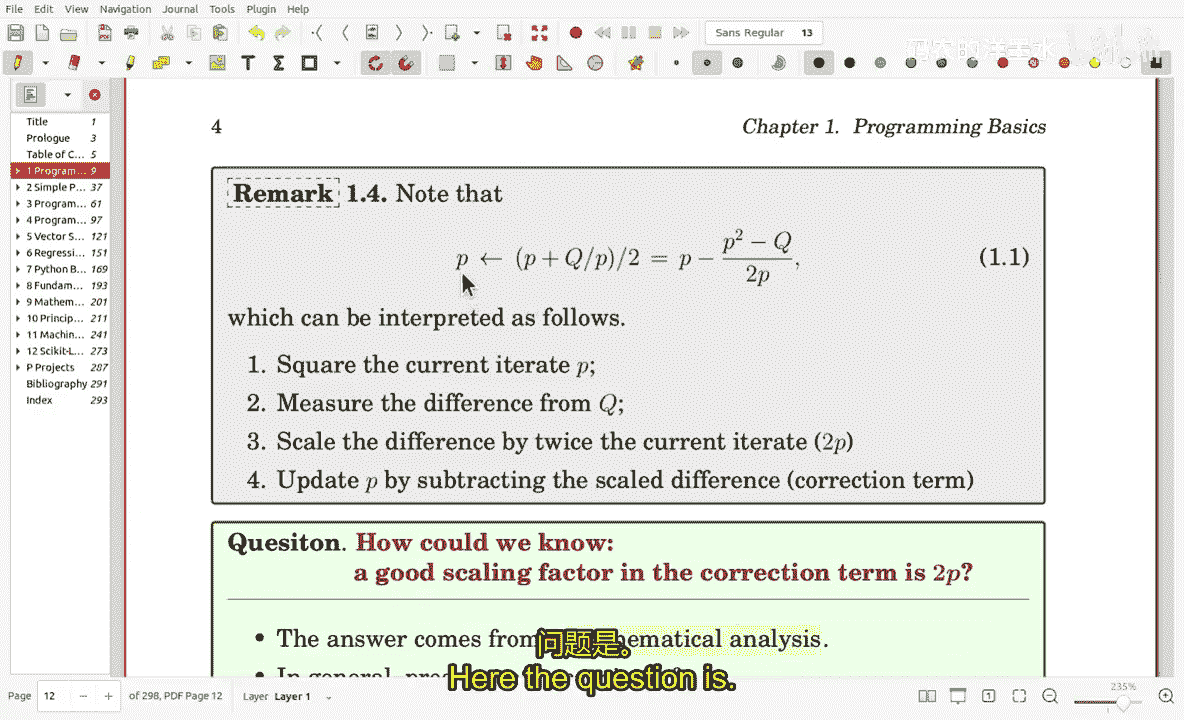 File Edit View Navigation Journal Tools Plugin Help
Sans Regular 13
Title 1
Prologue 3
Table of C... 5
1 Program... 9
2 Simple P... 37
3 Program... 61
4 Program... 97
5 Vector S... 121
6 Regressi... 151
7 Python B... 169
8 Fundam... 193
9 Mathem... 201
10 Princip... 211
11 Machin... 241
12 Scikit-L... 273
P Projects 287
Bibliography 291
Index 293
4 Chapter 1. Programming Basics
Remark 1.4. Note that
p ← (p + Q/p)/2 = p − (p² − Q)/2p, (1.1)
which can be interpreted as follows.
1. Square the current iterate p;
2. Measure the difference from Q;
3. Scale the difference by twice the current iterate (2p)
4. Update p by subtracting the scaled difference (correction term)
Quesiton. How could we know:
a good scaling factor in the correction term is 2p?
• The answer comes from mathematical analysis.
• In general,
问题是。
Here the question is.
Page 12 of 298, PDF Page 12 Layer Layer 1 235%